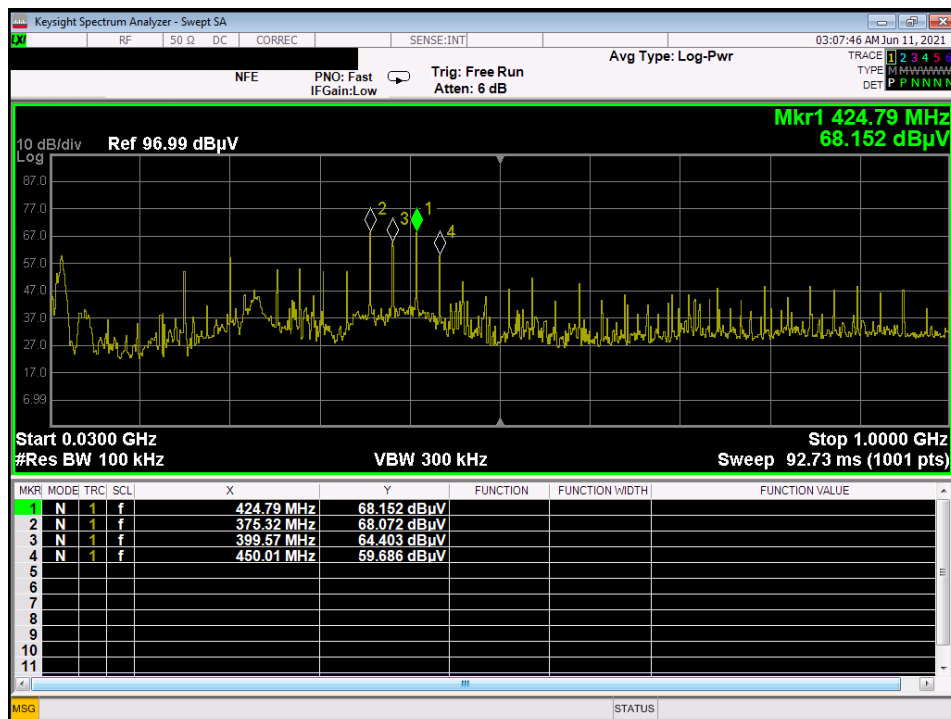 Keysight Spectrum Analyzer - Swept SA
LXI RF 50 Ω DC CORREC SENSE:INT 03:07:46 AM Jun 11, 2021
Avg Type: Log-Pwr TRACE 1 2 3 4 5 6
NFE PNO: Fast Trig: Free Run TYPE M M W W W W
IFGain:Low Atten: 6 dB DET P P N N N N
Mkr1 424.79 MHz
10 dB/div Ref 96.99 dBµV 68.152 dBµV
Log
87.0
77.0
2 1
3
67.0
4
57.0
47.0
37.0
27.0
17.0
6.99
Start 0.0300 GHz Stop 1.0000 GHz
#Res BW 100 kHz VBW 300 kHz Sweep 92.73 ms (1001 pts)
MKR MODE TRC SCL X Y FUNCTION FUNCTION WIDTH FUNCTION VALUE
1 N 1 f 424.79 MHz 68.152 dBµV
2 N 1 f 375.32 MHz 68.072 dBµV
3 N 1 f 399.57 MHz 64.403 dBµV
4 N 1 f 450.01 MHz 59.686 dBµV
5
6
7
8
9
10
11
MSG STATUS